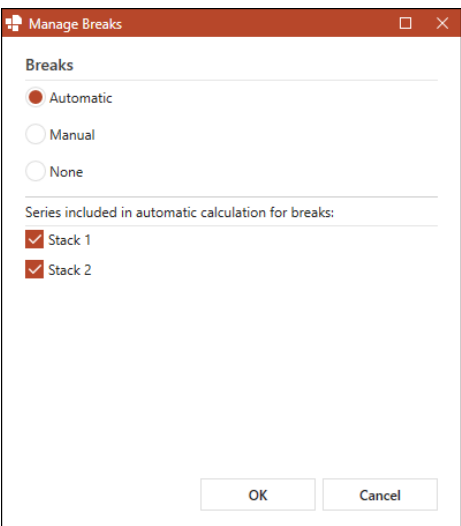 Manage Breaks
Breaks
Automatic
Manual
None
Series included in automatic calculation for breaks:
Stack 1
Stack 2
OK
Cancel